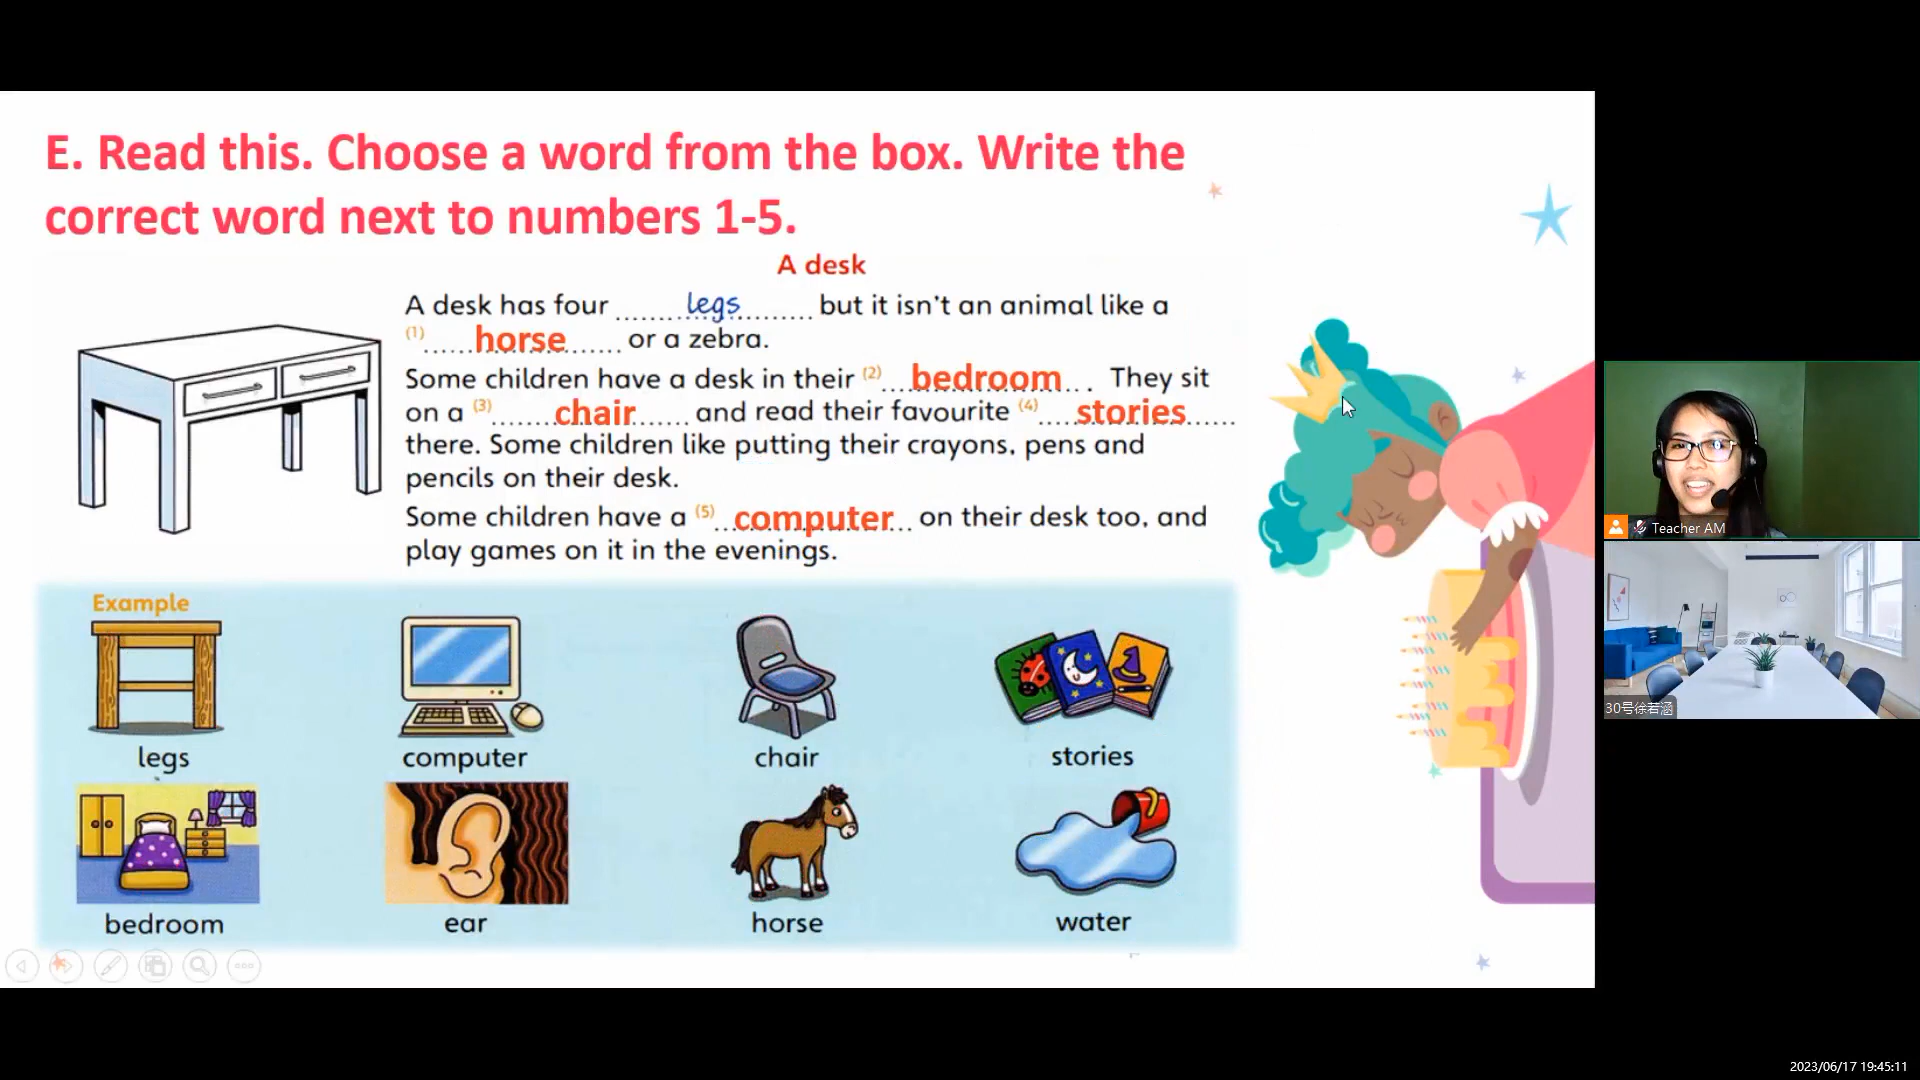 E. Read this. Choose a word from the box. Write the
correct word next to numbers 1-5.
A desk
A desk has four legs but it isn't an animal like a
(1) horse or a zebra.
Some children have a desk in their (2) bedroom. They sit
on a (3) chair and read their favourite (4) stories
there. Some children like putting their crayons, pens and
pencils on their desk.
Some children have a (5) computer on their desk too, and
play games on it in the evenings.
Example
legs
computer
chair
stories
bedroom
ear
horse
water
Teacher AM
30号徐若涵
2023/06/17 19:45:11